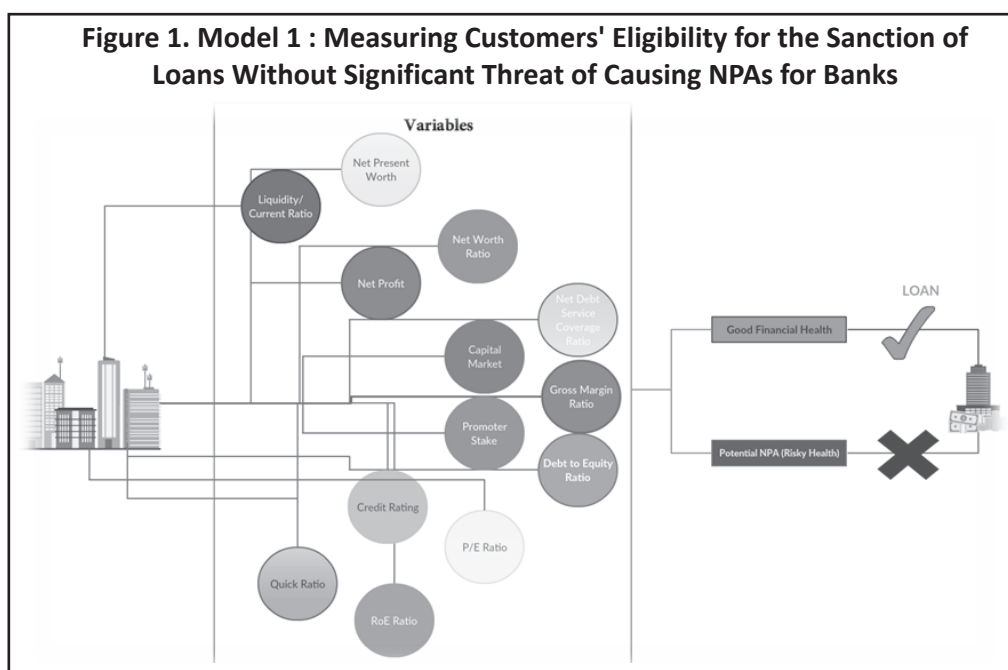 Figure 1. Model 1 : Measuring Customers' Eligibility for the Sanction of
Loans Without Significant Threat of Causing NPAs for Banks
Variables
Net Present
Worth
Liquidity/
Current Ratio
Net Worth
Ratio
Net Profit
Net Debt
Service
Coverage
Ratio
Capital
Market
Gross Margin
Ratio
Promoter
Stake
Debt to Equity
Ratio
Credit Rating
P/E Ratio
Quick Ratio
RoE Ratio
LOAN
Good Financial Health
Potential NPA (Risky Health)